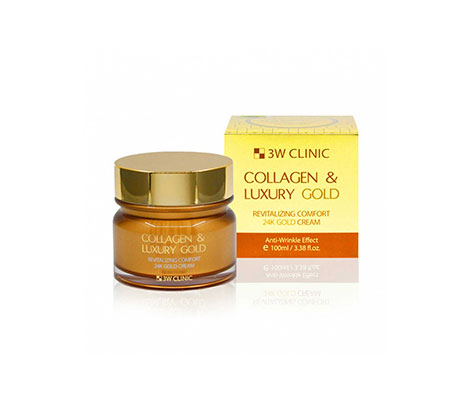 COLLAGEN &
LUXURY GOLD
REVITALIZING COMFORT
24K GOLD CREAM
3W CLINIC
3W CLINIC
COLLAGEN &
LUXURY GOLD
REVITALIZING COMFORT
24K GOLD CREAM
Anti-Wrinkle Effect
e 100ml / 3.38 fl.oz.